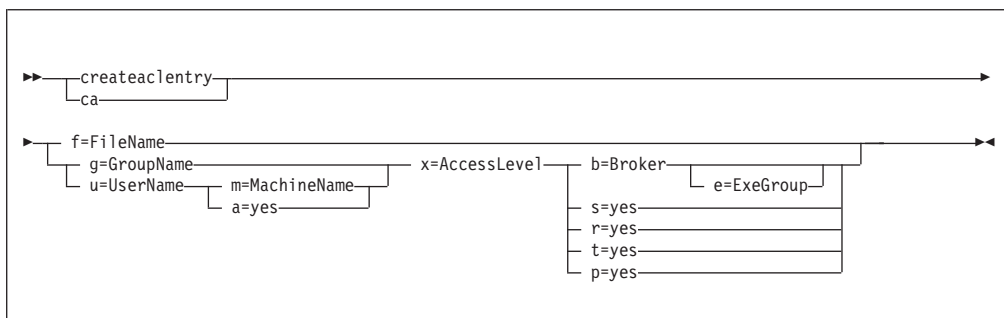 createaclentry
ca
f=FileName
g=GroupName x=AccessLevel b=Broker
u=UserName m=MachineName e=ExeGroup
a=yes s=yes
r=yes
t=yes
p=yes